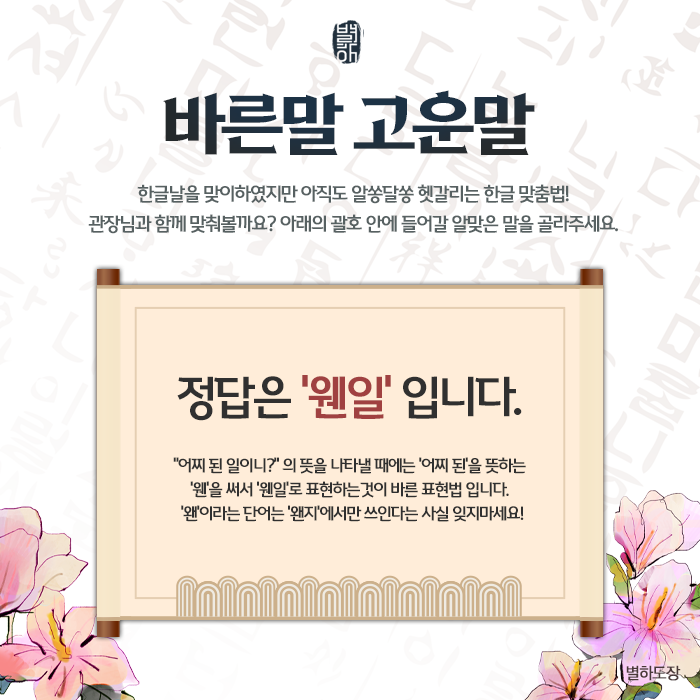 바른말 고운말
한글날을 맞이하였지만 아직도 알쏭달쏭 헷갈리는 한글 맞춤법!
관장님과 함께 맞춰볼까요? 아래의 괄호 안에 들어갈 알맞은 말을 골라주세요.
정답은 '웬일' 입니다.
"어찌 된 일이니?" 의 뜻을 나타낼 때에는 '어찌 된'을 뜻하는
'웬'을 써서 '웬일'로 표현하는것이 바른 표현법 입니다.
'왠'이라는 단어는 '왠지'에서만 쓰인다는 사실 잊지마세요!
별하도장